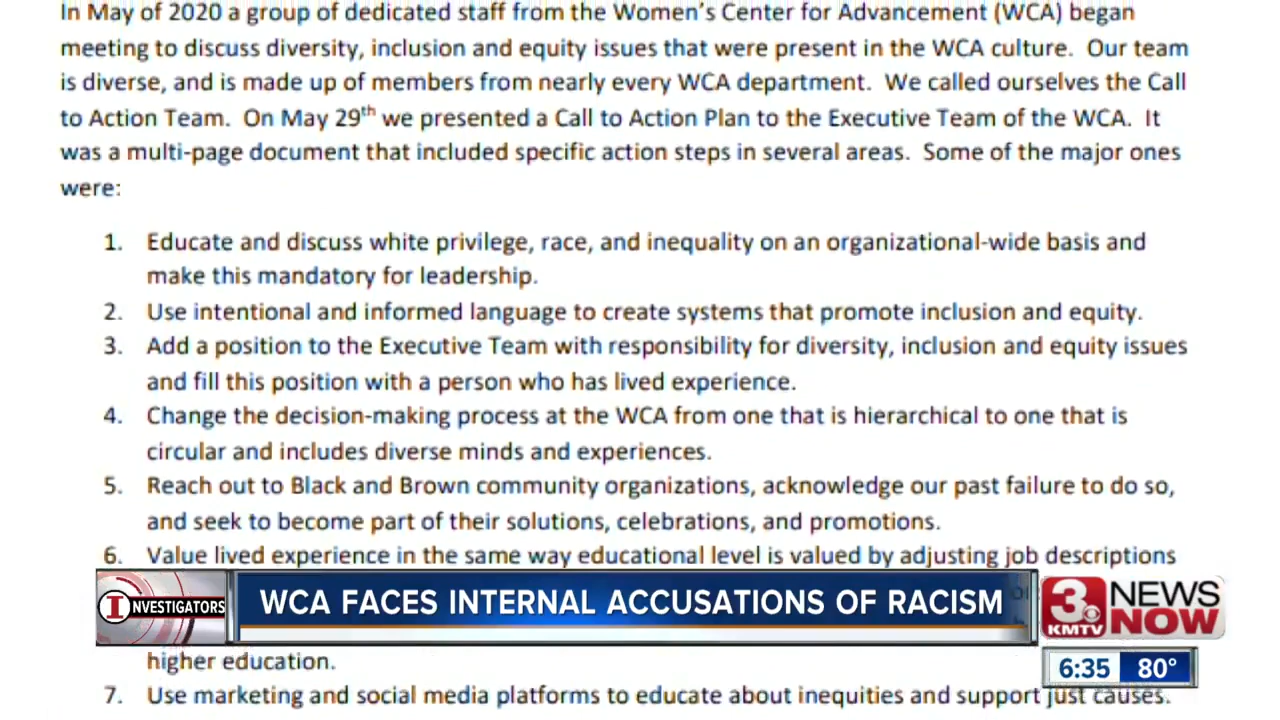 In May of 2020 a group of dedicated staff from the Women's Center for Advancement (WCA) began
meeting to discuss diversity, inclusion and equity issues that were present in the WCA culture. Our team
is diverse, and is made up of members from nearly every WCA department. We called ourselves the Call
to Action Team. On May 29th we presented a Call to Action Plan to the Executive Team of the WCA. It
was a multi-page document that included specific action steps in several areas. Some of the major ones
were:
1. Educate and discuss white privilege, race, and inequality on an organizational-wide basis and
make this mandatory for leadership.
2. Use intentional and informed language to create systems that promote inclusion and equity.
3. Add a position to the Executive Team with responsibility for diversity, inclusion and equity issues
and fill this position with a person who has lived experience.
4. Change the decision-making process at the WCA from one that is hierarchical to one that is
circular and includes diverse minds and experiences.
5. Reach out to Black and Brown community organizations, acknowledge our past failure to do so,
and seek to become part of their solutions, celebrations, and promotions.
6. Value lived experience in the same way educational level is valued by adjusting job descriptions
INVESTIGATORS
WCA FACES INTERNAL ACCUSATIONS OF RACISM
3 KMTV NEWS NOW
higher education.
6:35 80°
7. Use marketing and social media platforms to educate about inequities and support just causes.